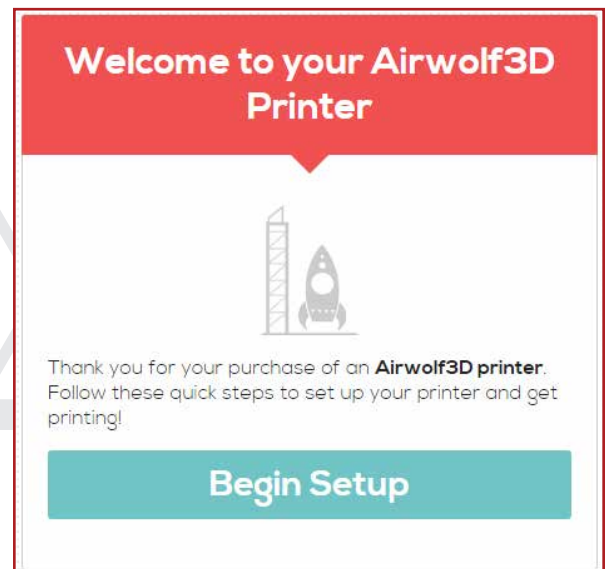 Welcome to your Airwolf3D
Printer
Thank you for your purchase of an Airwolf3D printer.
Follow these quick steps to set up your printer and get
printing!
Begin Setup